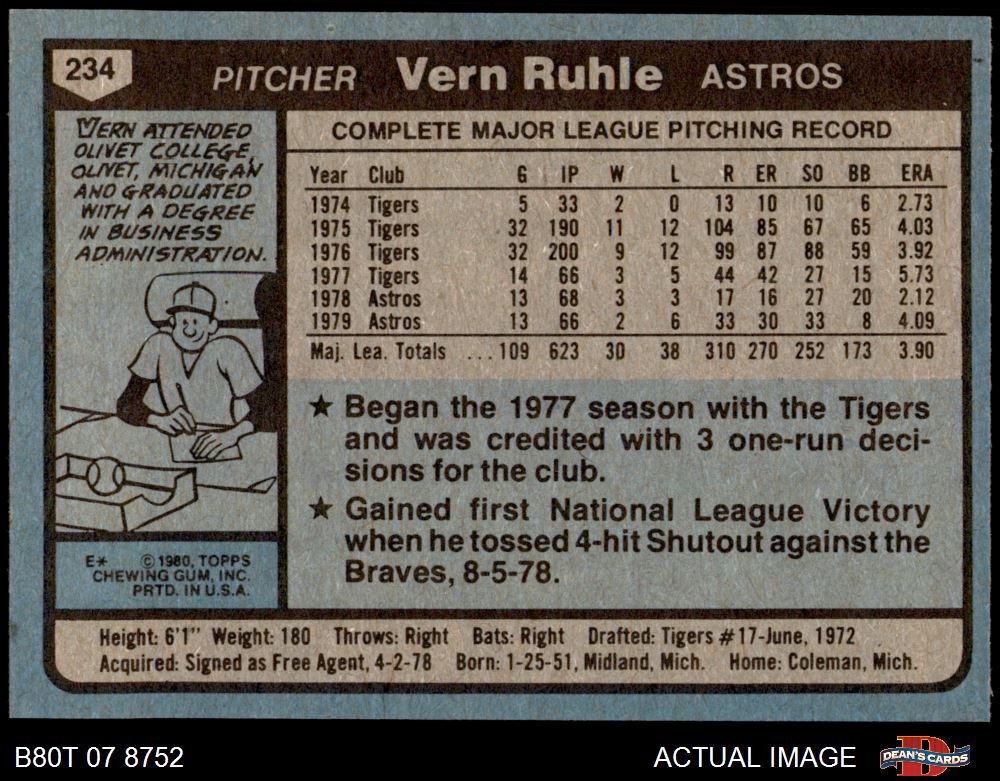 234
PITCHER Vern Ruhle ASTROS
VERN ATTENDED
OLIVET COLLEGE,
OLIVET, MICHIGAN
AND GRADUATED
WITH A DEGREE
IN BUSINESS
ADMINISTRATION.
E* © 1980, TOPPS
CHEWING GUM, INC.
PRTD. IN U.S.A.
COMPLETE MAJOR LEAGUE PITCHING RECORD
Year Club G IP W L R ER SO BB ERA
1974 Tigers 5 33 2 0 13 10 10 6 2.73
1975 Tigers 32 190 11 12 104 85 67 65 4.03
1976 Tigers 32 200 9 12 99 87 88 59 3.92
1977 Tigers 14 66 3 5 44 42 27 15 5.73
1978 Astros 13 68 3 3 17 16 27 20 2.12
1979 Astros 13 66 2 6 33 30 33 8 4.09
Maj. Lea. Totals ... 109 623 30 38 310 270 252 173 3.90
★ Began the 1977 season with the Tigers
and was credited with 3 one-run deci-
sions for the club.
★ Gained first National League Victory
when he tossed 4-hit Shutout against the
Braves, 8-5-78.
Height: 6'1" Weight: 180 Throws: Right Bats: Right Drafted: Tigers #17-June, 1972
Acquired: Signed as Free Agent, 4-2-78 Born: 1-25-51, Midland, Mich. Home: Coleman, Mich.
B80T 07 8752 ACTUAL IMAGE DEAN'S CARDS